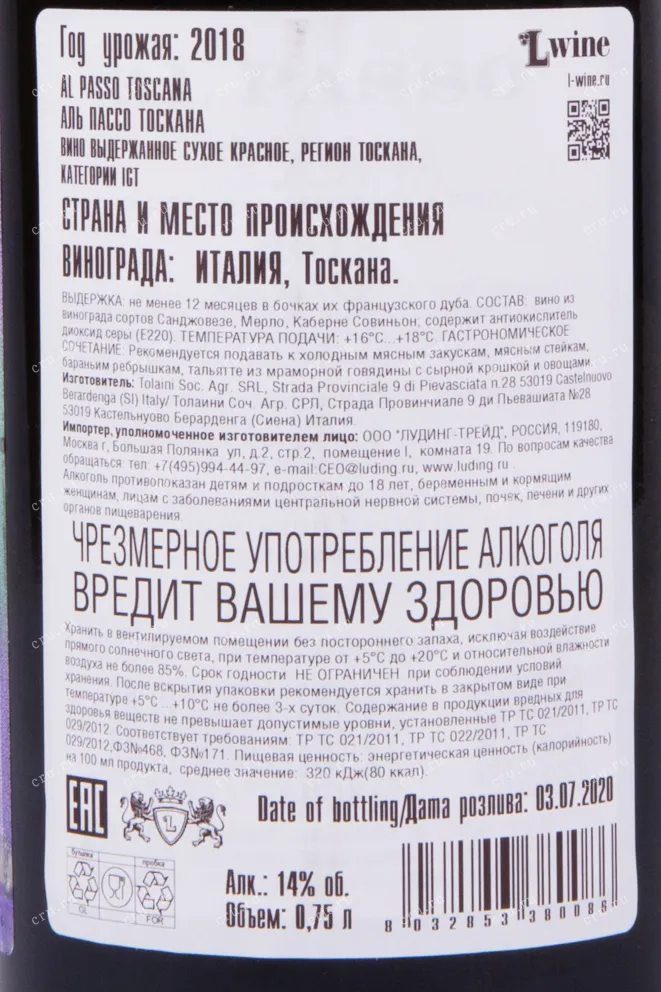 Год урожая: 2018
Lwine
l-wine.ru
AL PASSO TOSCANA
АЛЬ ПАССО ТОСКАНА
ВИНО ВЫДЕРЖАННОЕ СУХОЕ КРАСНОЕ, РЕГИОН ТОСКАНА,
КАТЕГОРИИ IGT
СТРАНА И МЕСТО ПРОИСХОЖДЕНИЯ
ВИНОГРАДА: ИТАЛИЯ, Тоскана.
ВЫДЕРЖКА: не менее 12 месяцев в бочках их французского дуба. СОСТАВ: вино из
винограда сортов Санджовезе, Мерло, Каберне Совиньон; содержит антиокислитель
диоксид серы (Е220). ТЕМПЕРАТУРА ПОДАЧИ: +16°С...+18°С. ГАСТРОНОМИЧЕСКОЕ
СОЧЕТАНИЕ: Рекомендуется подавать к холодным мясным закускам, мясным стейкам,
бараньим ребрышкам, тальятте из мраморной говядины с сырной крошкой и овощами.
Изготовитель: Tolaini Soc. Agr. SRL, Strada Provinciale 9 di Pievasciata n.28 53019 Castelnuovo
Berardenga (SI) Italy/ Толаини Соч. Агр. СРЛ, Страда Провинчиале 9 ди Пьевашиата №28
53019 Кастельнуово Берарденга (Сиена) Италия.
Импортер, уполномоченное изготовителем лицо: ООО "ЛУДИНГ-ТРЕЙД", РОССИЯ, 119180,
Москва г, Большая Полянка ул, д.2, стр.2, помещение I, комната 19. По вопросам качества
обращаться: тел: +7(495)994-44-97, e-mail:CEO@luding.ru, www.luding.ru .
Алкоголь противопоказан детям и подросткам до 18 лет, беременным и кормящим
женщинам, лицам с заболеваниями центральной нервной системы, почек, печени и других
органов пищеварения.
ЧРЕЗМЕРНОЕ УПОТРЕБЛЕНИЕ АЛКОГОЛЯ
ВРЕДИТ ВАШЕМУ ЗДОРОВЬЮ
Хранить в вентилируемом помещении без постороннего запаха, исключая воздействие
прямого солнечного света, при температуре от +5°С до +20°С и относительной влажности
воздуха не более 85%. Срок годности НЕ ОГРАНИЧЕН при соблюдении условий
хранения. После вскрытия упаковки рекомендуется хранить в закрытом виде при
температуре +5°С ...+10°С не более 3-х суток. Содержание в продукции вредных для
здоровья веществ не превышает допустимые уровни, установленные ТР ТС 021/2011, ТР ТС
029/2012. Соответствует требованиям: ТР ТС 021/2011, ТР ТС 022/2011, ТР ТС
029/2012,ФЗ№468, ФЗ№171. Пищевая ценность: энергетическая ценность (калорийность)
на 100 мл продукта, среднее значение: 320 кДж(80 ккал).
EAC
L
Date of bottling/Дата розлива: 03.07.2020
бутылка
пробка
GL
FOR
Алк.: 14% об.
Объем: 0,75 л
8 032853 380086